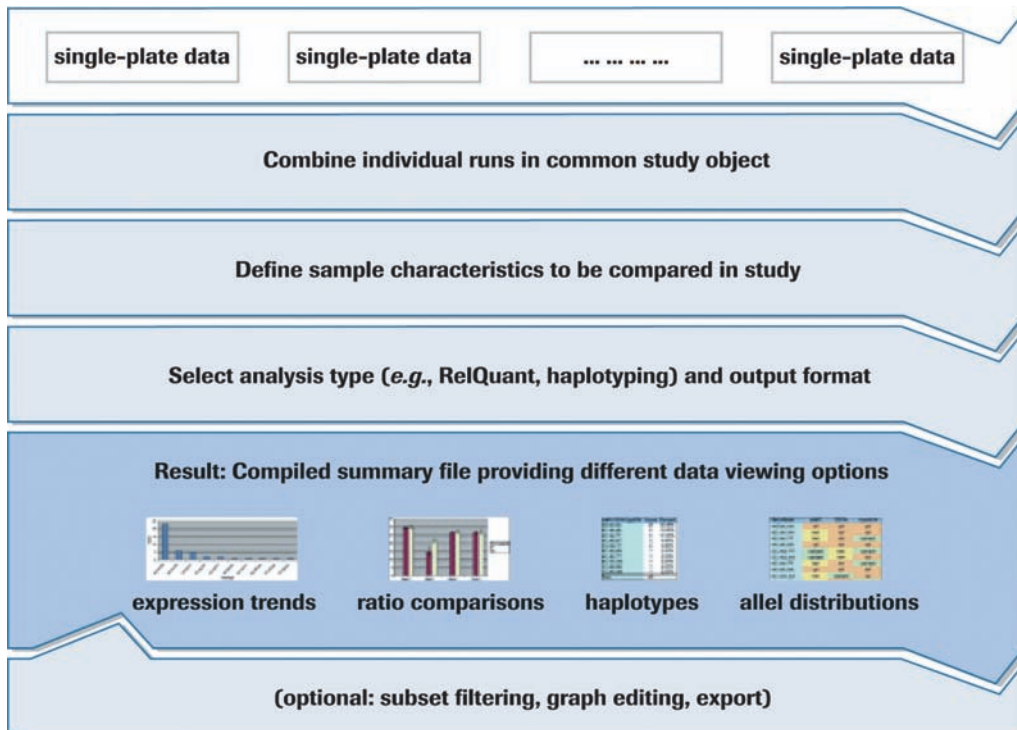 single-plate data single-plate data ... ... ... ... single-plate data
Combine individual runs in common study object
Define sample characteristics to be compared in study
Select analysis type (e.g., RelQuant, haplotyping) and output format
Result: Compiled summary file providing different data viewing options
expression trends ratio comparisons haplotypes allel distributions
(optional: subset filtering, graph editing, export)